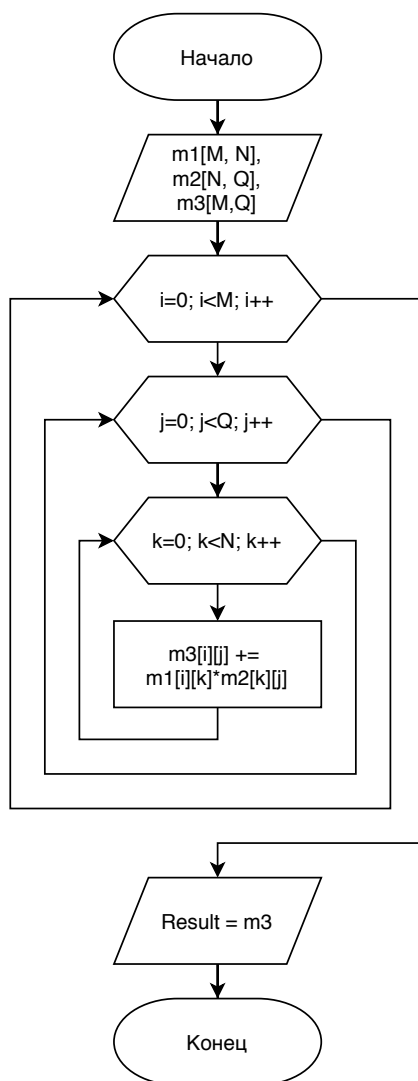 Начало
m1[M, N],
m2[N, Q],
m3[M,Q]
i=0; i<M; i++
j=0; j<Q; j++
k=0; k<N; k++
m3[i][j] +=
m1[i][k]*m2[k][j]
Result = m3
Конец